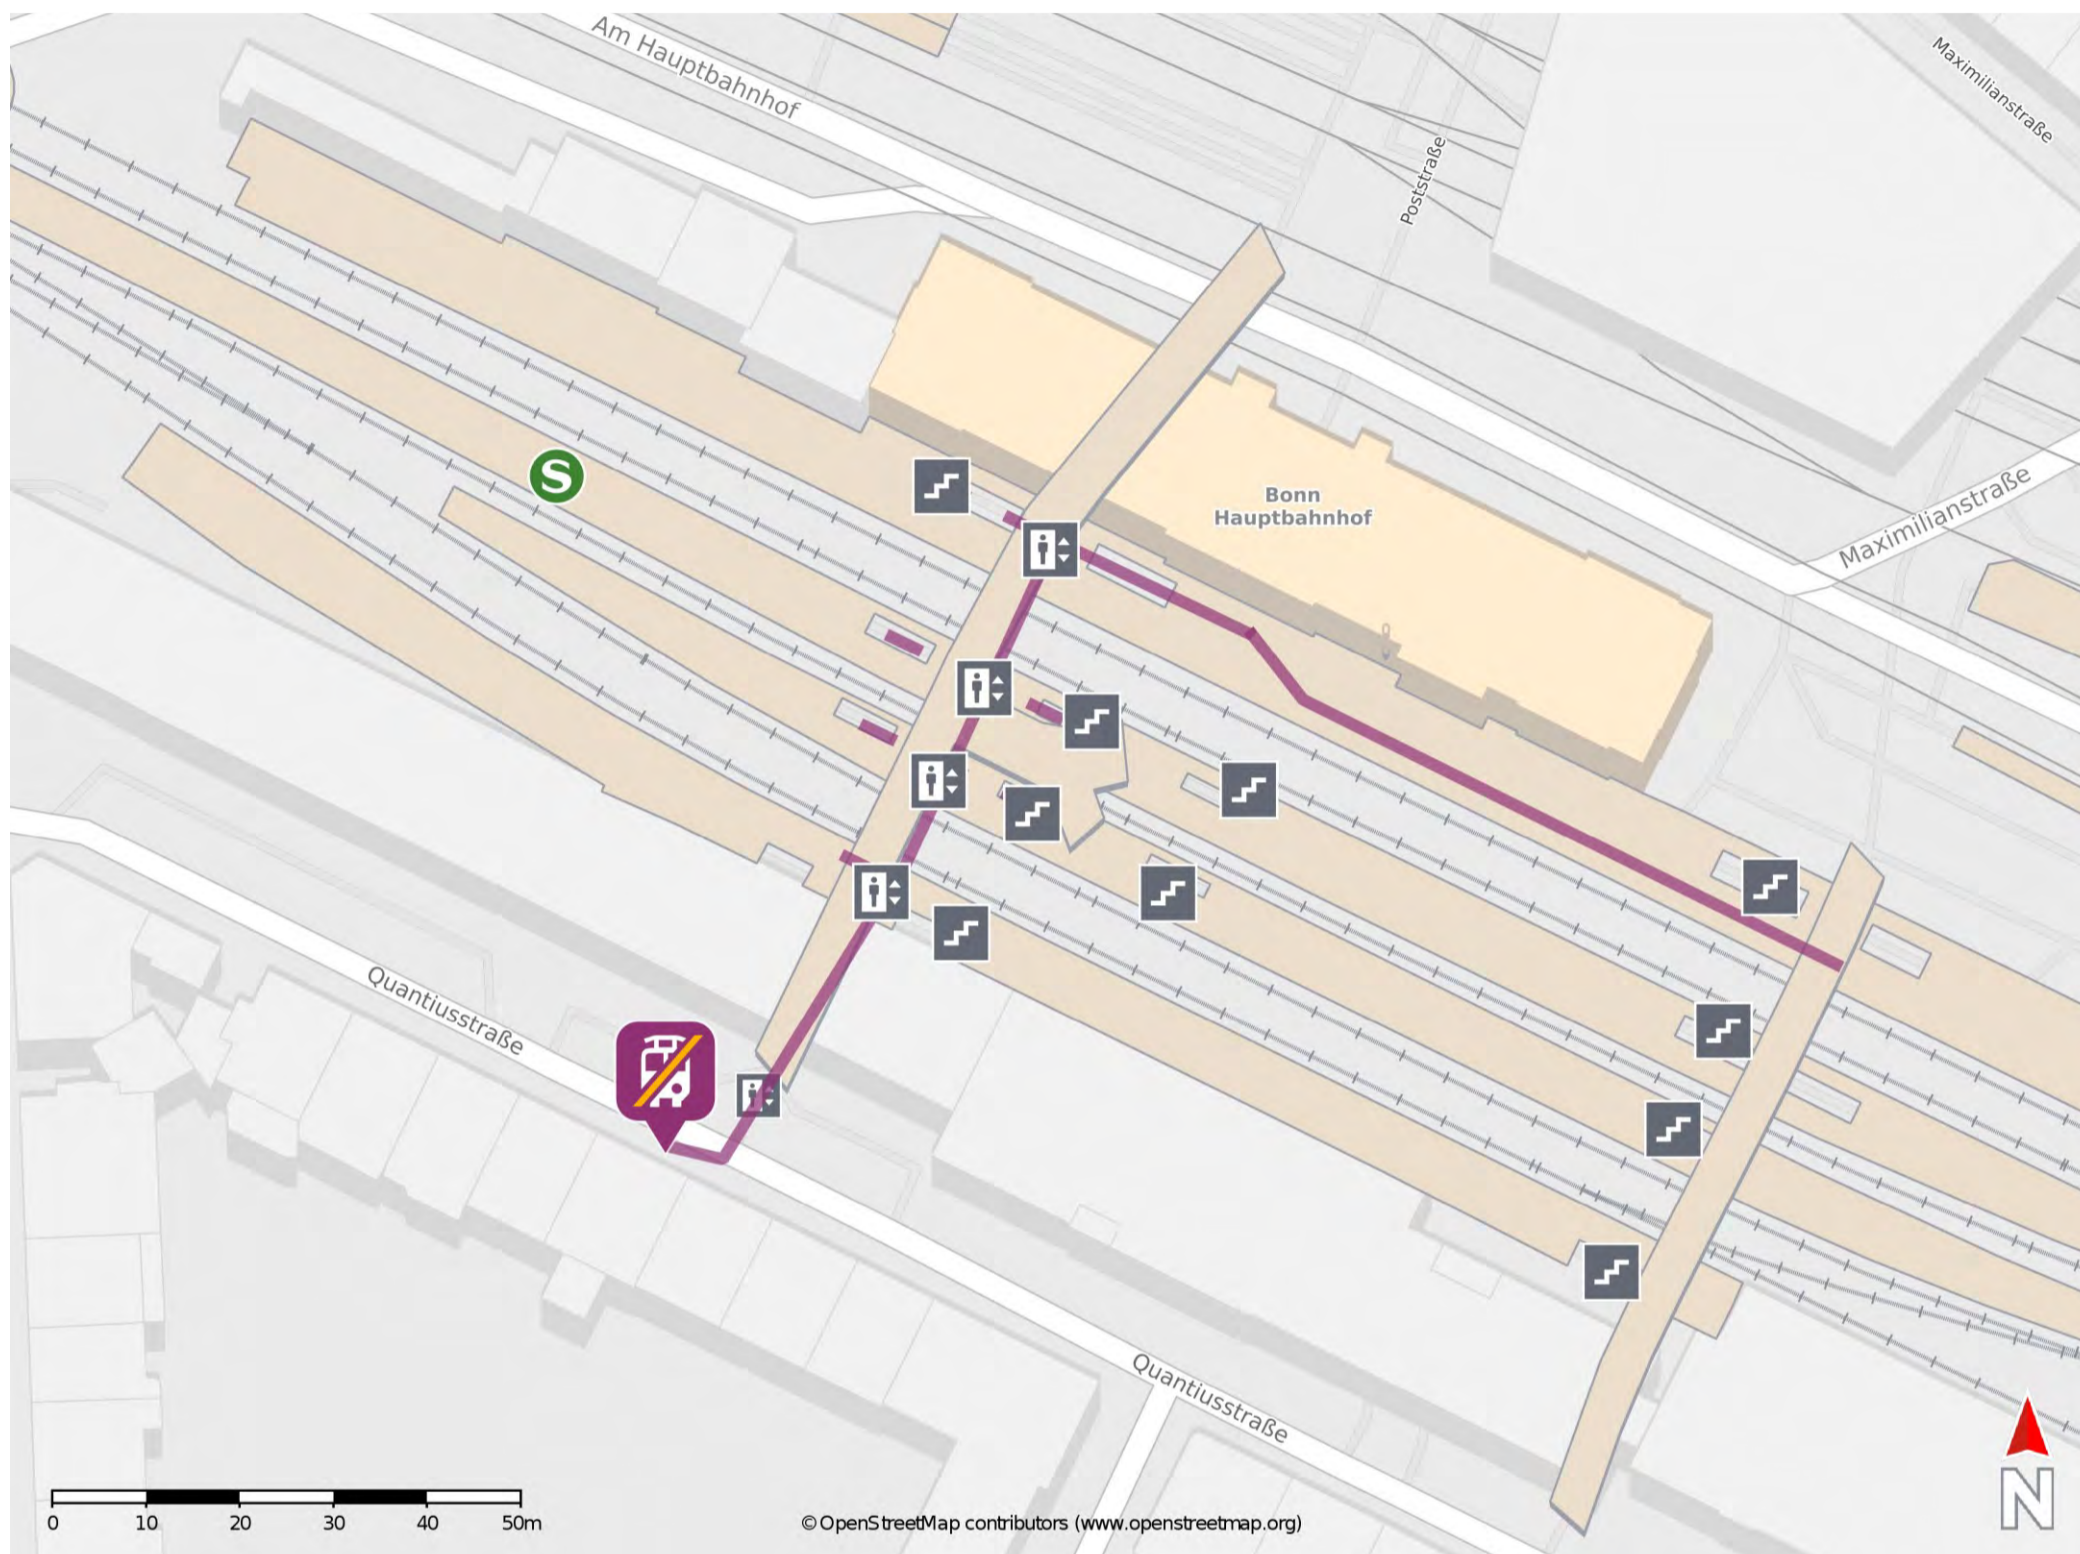 Am Hauptbahnhof
Maximilianstraße
Poststraße
S
Bonn
Hauptbahnhof
Maximilianstraße
Quantiusstraße
Quantiusstraße
N
0 10 20 30 40 50m
©OpenStreetMap contributors (www.openstreetmap.org)